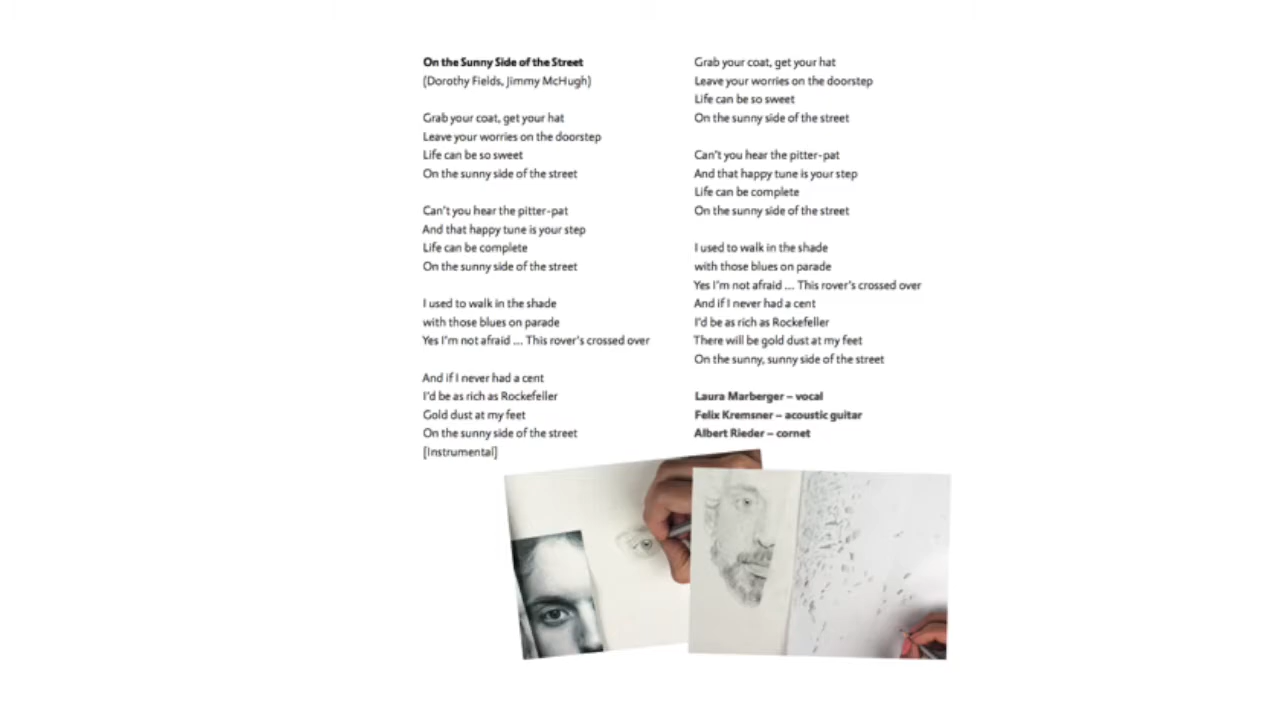 On the Sunny Side of the Street
(Dorothy Fields, Jimmy McHugh)
Grab your coat, get your hat
Leave your worries on the doorstep
Life can be so sweet
On the sunny side of the street
Can't you hear the pitter-pat
And that happy tune is your step
Life can be complete
On the sunny side of the street
I used to walk in the shade
with those blues on parade
Yes I'm not afraid ... This rover's crossed over
And if I never had a cent
I'd be as rich as Rockefeller
Gold dust at my feet
On the sunny side of the street
[Instrumental]
Grab your coat, get your hat
Leave your worries on the doorstep
Life can be so sweet
On the sunny side of the street
Can't you hear the pitter-pat
And that happy tune is your step
Life can be complete
On the sunny side of the street
I used to walk in the shade
with those blues on parade
Yes I'm not afraid ... This rover's crossed over
And if I never had a cent
I'd be as rich as Rockefeller
There will be gold dust at my feet
On the sunny, sunny side of the street
Laura Marberger – vocal
Felix Kremsner – acoustic guitar
Albert Rieder – cornet